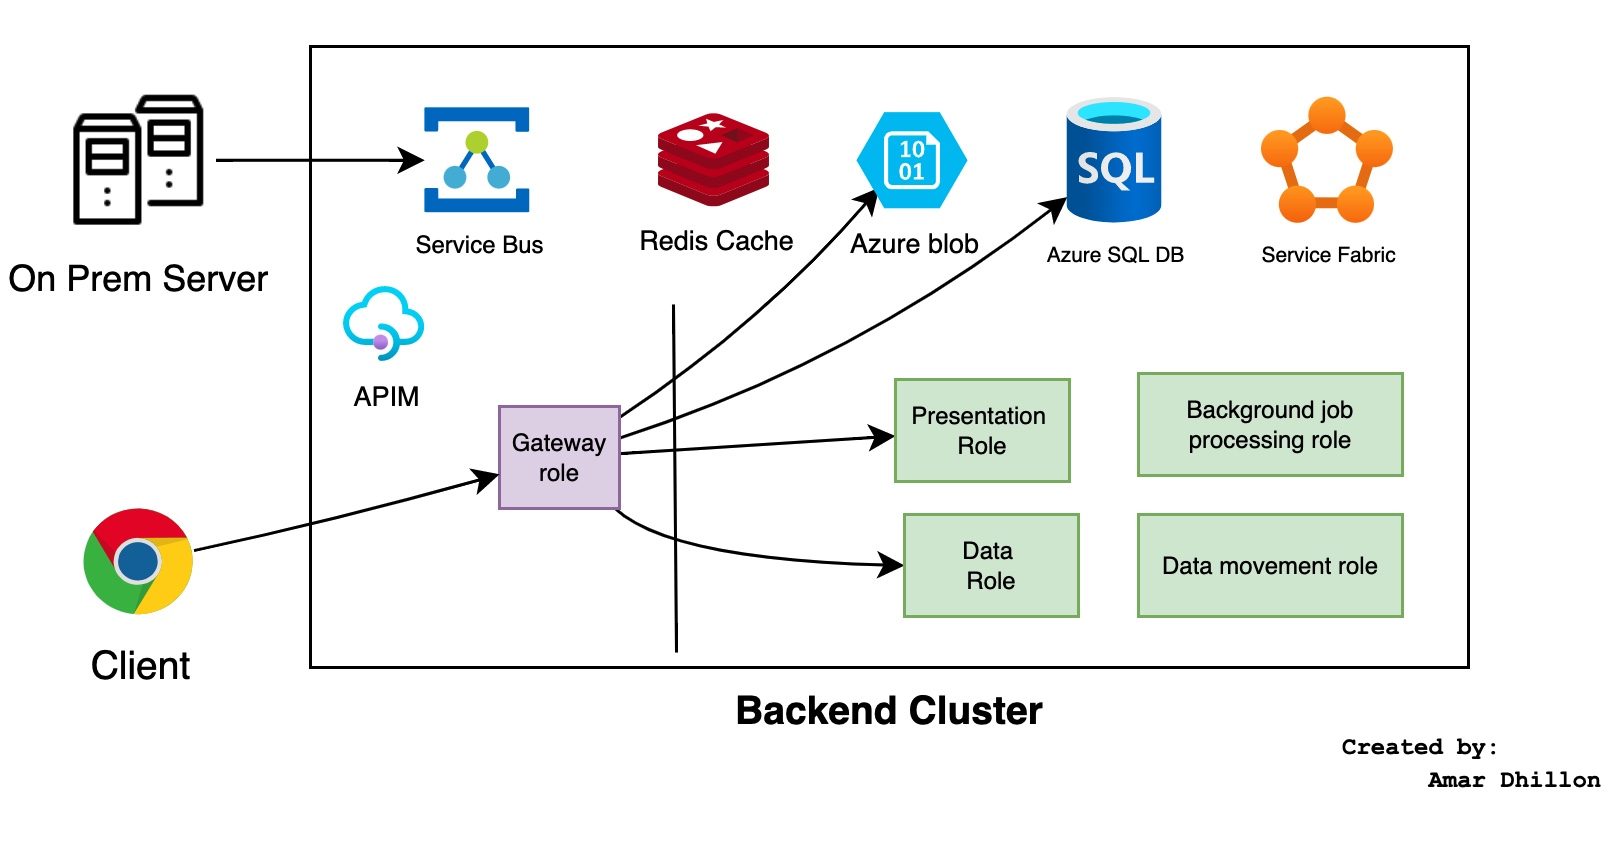 On Prem Server
Service Bus
Redis Cache
10
01
Azure blob
SQL
Azure SQL DB
Service Fabric
APIM
Gateway
role
Presentation
Role
Background job
processing role
Data
Role
Data movement role
Client
Backend Cluster
Created by:
Amar Dhillon